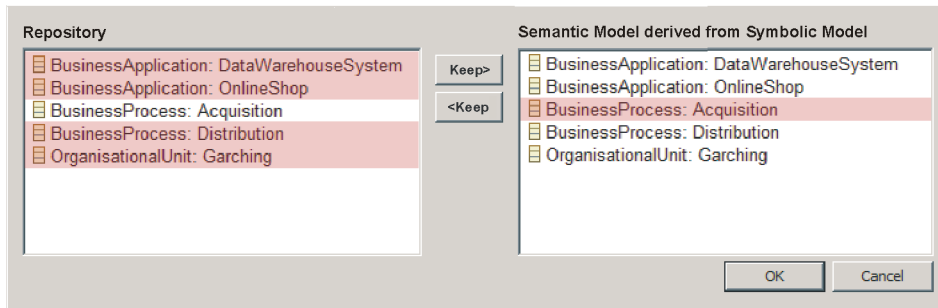 Repository
BusinessApplication: DataWarehouseSystem
BusinessApplication: OnlineShop
BusinessProcess: Acquisition
BusinessProcess: Distribution
OrganisationalUnit: Garching
Keep>
<Keep
Semantic Model derived from Symbolic Model
BusinessApplication: DataWarehouseSystem
BusinessApplication: OnlineShop
BusinessProcess: Acquisition
BusinessProcess: Distribution
OrganisationalUnit: Garching
OK
Cancel